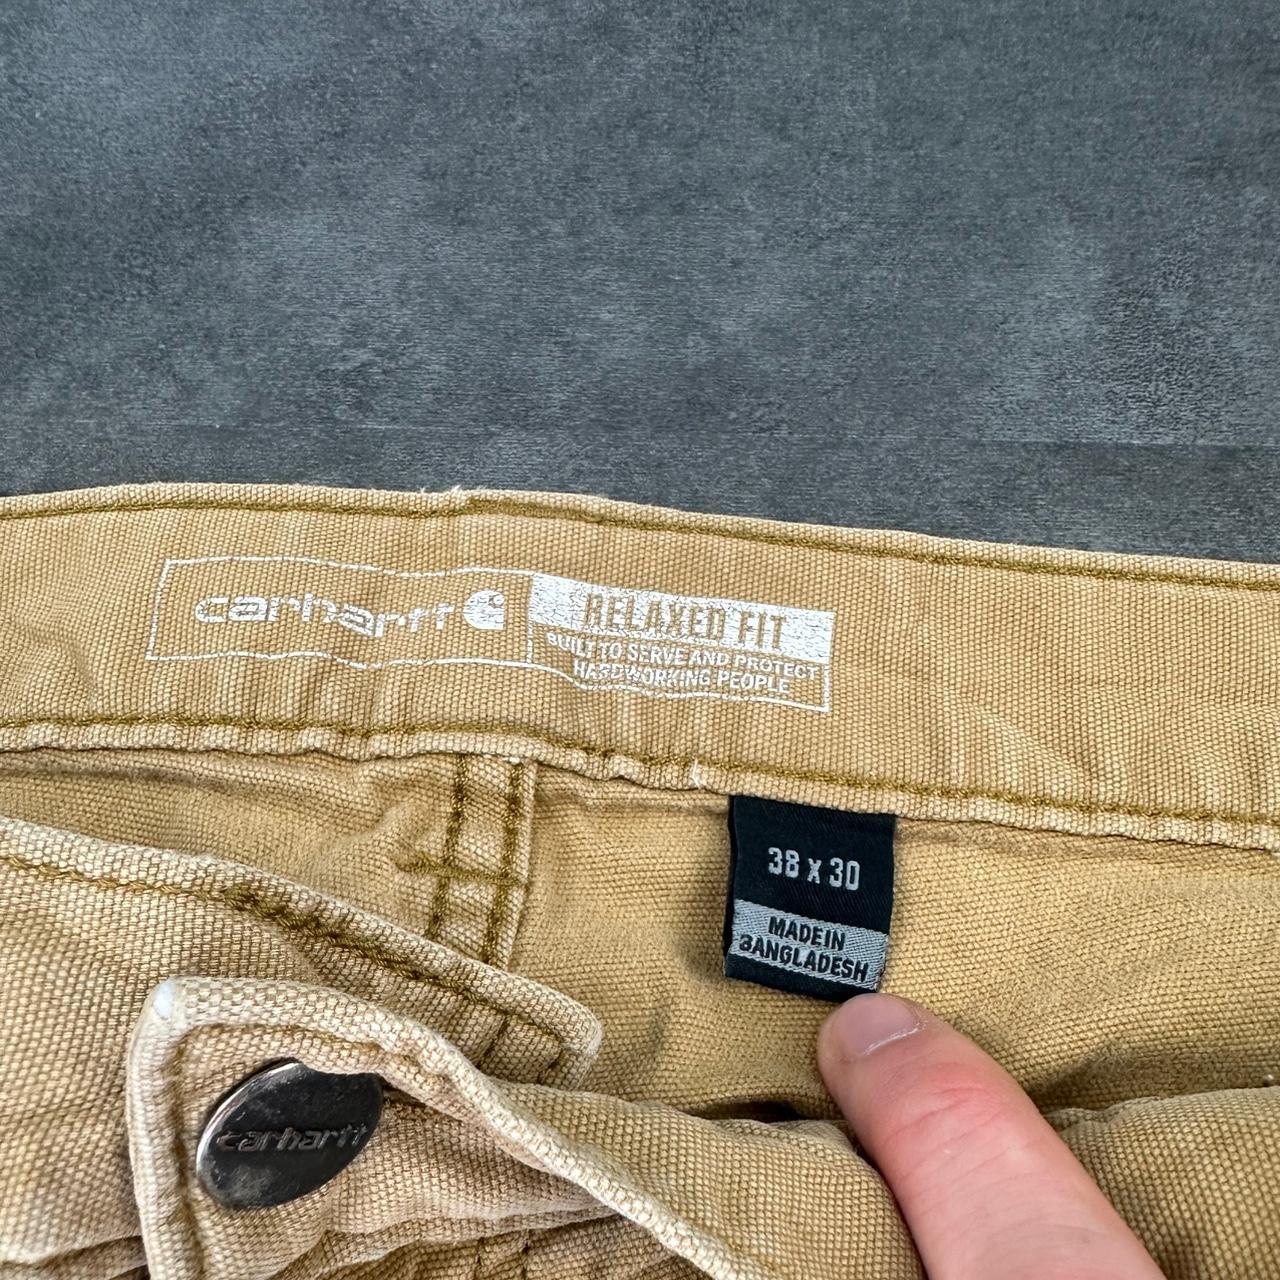 carhartt
RELAXED FIT
BUILT TO SERVE AND PROTECT
HARDWORKING PEOPLE
38 x 30
MADE IN
BANGLADESH
carhartt